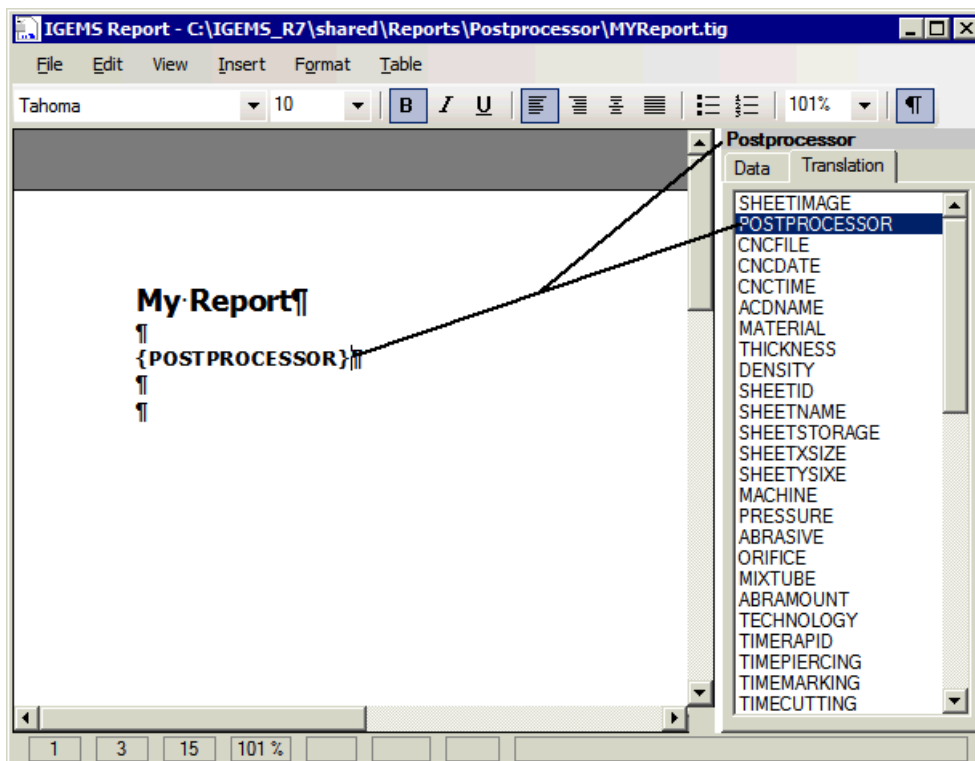 IGEMS Report - C:\IGEMS_R7\shared\Reports\Postprocessor\MYReport.tig
File Edit View Insert Format Table
Tahoma 10 B I U 101% ¶
Postprocessor
Data Translation
My·Report¶
¶
{POSTPROCESSOR}¶
¶
¶
SHEETIMAGE
POSTPROCESSOR
CNCFILE
CNCDATE
CNCTIME
ACDNAME
MATERIAL
THICKNESS
DENSITY
SHEETID
SHEETNAME
SHEETSTORAGE
SHEETXSIZE
SHEETYSIXE
MACHINE
PRESSURE
ABRASIVE
ORIFICE
MIXTUBE
ABRAMOUNT
TECHNOLOGY
TIMERAPID
TIMEPIERCING
TIMEMARKING
TIMECUTTING
1 3 15 101 %